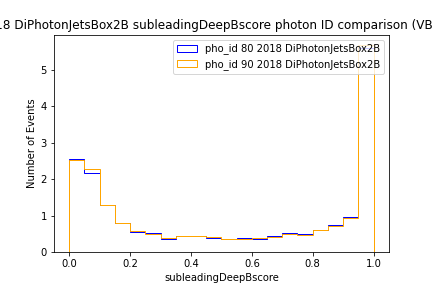 18 DiPhotonJetsBox2B subleadingDeepBscore photon ID comparison (VB
pho_id 80 2018 DiPhotonJetsBox2B
pho_id 90 2018 DiPhotonJetsBox2B
Number of Events
5
4
3
2
1
0
0.0 0.2 0.4 0.6 0.8 1.0
subleadingDeepBscore